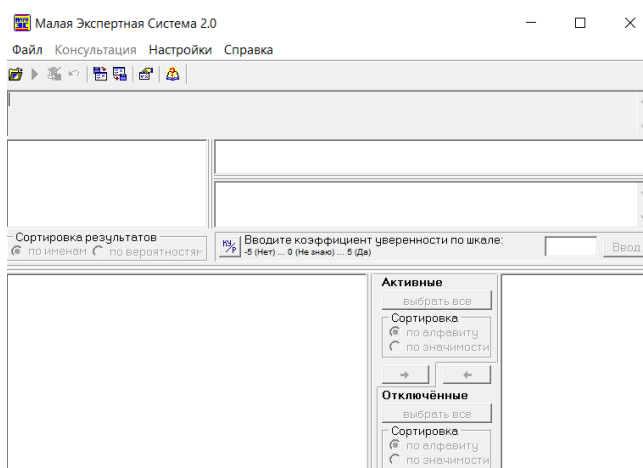 Малая Экспертная Система 2.0
Файл Консультация Настройки Справка
Сортировка результатов
по именам по вероятностям
КУ/Р
Вводите коэффициент уверенности по шкале:
-5 (Нет) ... 0 (Не знаю) ... 5 (Да)
Ввод
Активные
выбрать все
Сортировка
по алфавиту
по значимости
Отключённые
выбрать все
Сортировка
по алфавиту
по значимости